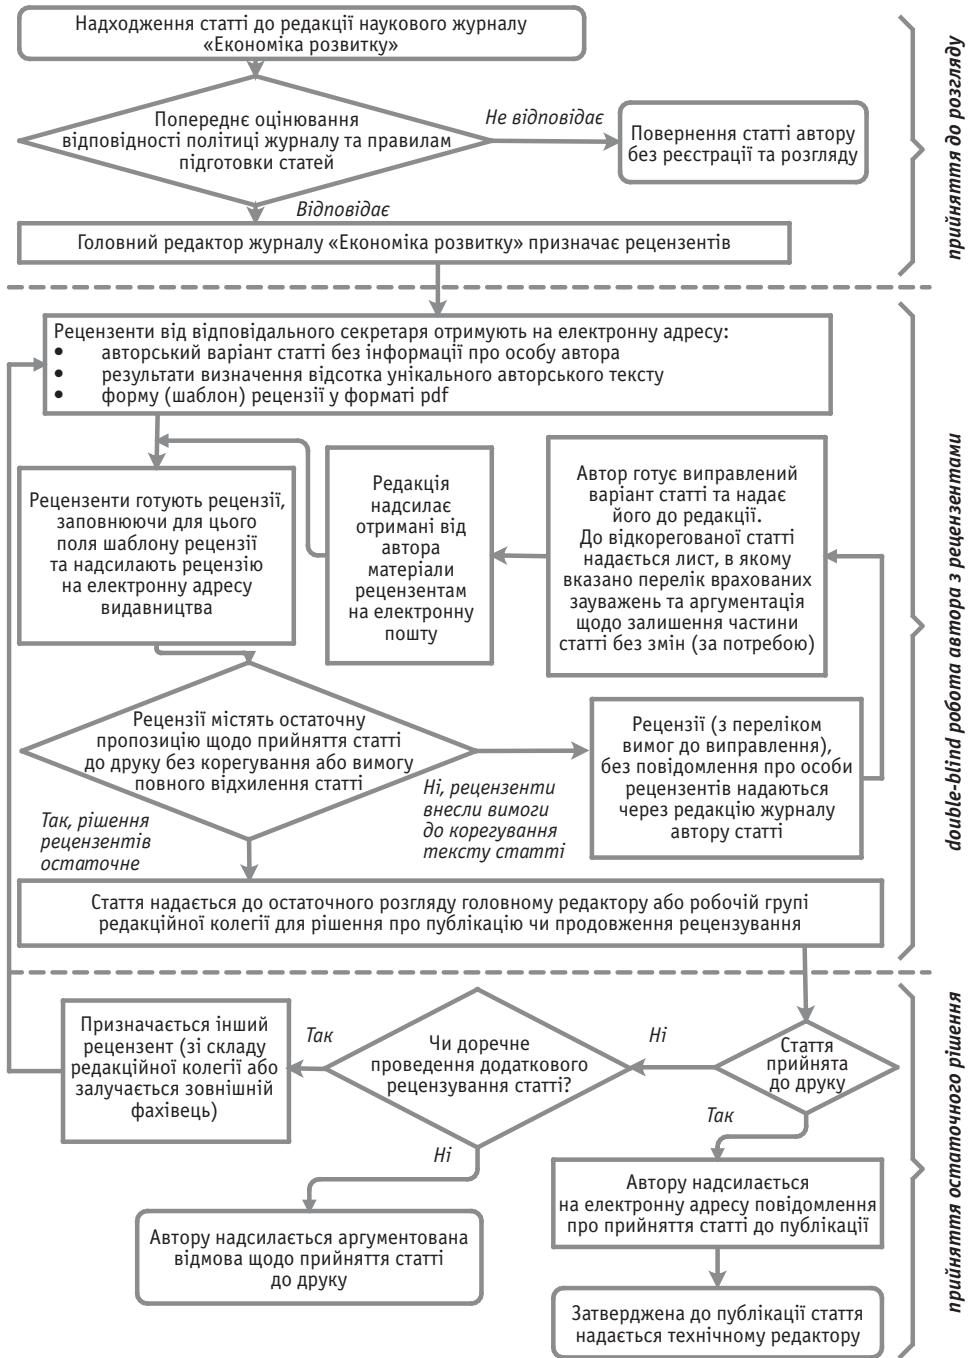 Надходження статті до редакції наукового журналу
«Економіка розвитку»
Попереднє оцінювання
відповідності політиці журналу та правилам
підготовки статей
Не відповідає
Повернення статті автору
без реєстрації та розгляду
Відповідає
Головний редактор журналу «Економіка розвитку» призначає рецензентів
прийняття до розгляду
Рецензенти від відповідального секретаря отримують на електронну адресу:
• авторський варіант статті без інформації про особу автора
• результати визначення відсотка унікального авторського тексту
• форму (шаблон) рецензії у форматі pdf
Рецензенти готують рецензії,
заповнюючи для цього
поля шаблону рецензії
та надсилають рецензію
на електронну адресу
видавництва
Редакція
надсилає
отримані від
автора
матеріали
рецензентам
на електронну
пошту
Автор готує виправлений
варіант статті та надає
його до редакції.
До відкорегованої статті
надається лист, в якому
вказано перелік врахованих
зауважень та аргументація
щодо залишення частини
статті без змін (за потребою)
Рецензії містять остаточну
пропозицію щодо прийняття статті
до друку без корегування або вимогу
повного відхилення статті
Ні, рецензенти
внесли вимоги
до корегування
тексту статті
Рецензії (з переліком
вимог до виправлення),
без повідомлення про особи
рецензентів надаються
через редакцію журналу
автору статті
Так, рішення
рецензентів
остаточне
Стаття надається до остаточного розгляду головному редактору або робочій групі
редакційної колегії для рішення про публікацію чи продовження рецензування
double-blind робота автора з рецензентами
Призначається інший
рецензент (зі складу
редакційної колегії або
залучається зовнішній
фахівець)
Так
Чи доречне
проведення додаткового
рецензування статті?
Ні
Стаття
прийнята
до друку
Так
Ні
Автору надсилається
на електронну адресу повідомлення
про прийняття статті до публікації
Автору надсилається аргументована
відмова щодо прийняття статті
до друку
Затверджена до публікації стаття
надається технічному редактору
прийняття остаточного рішення